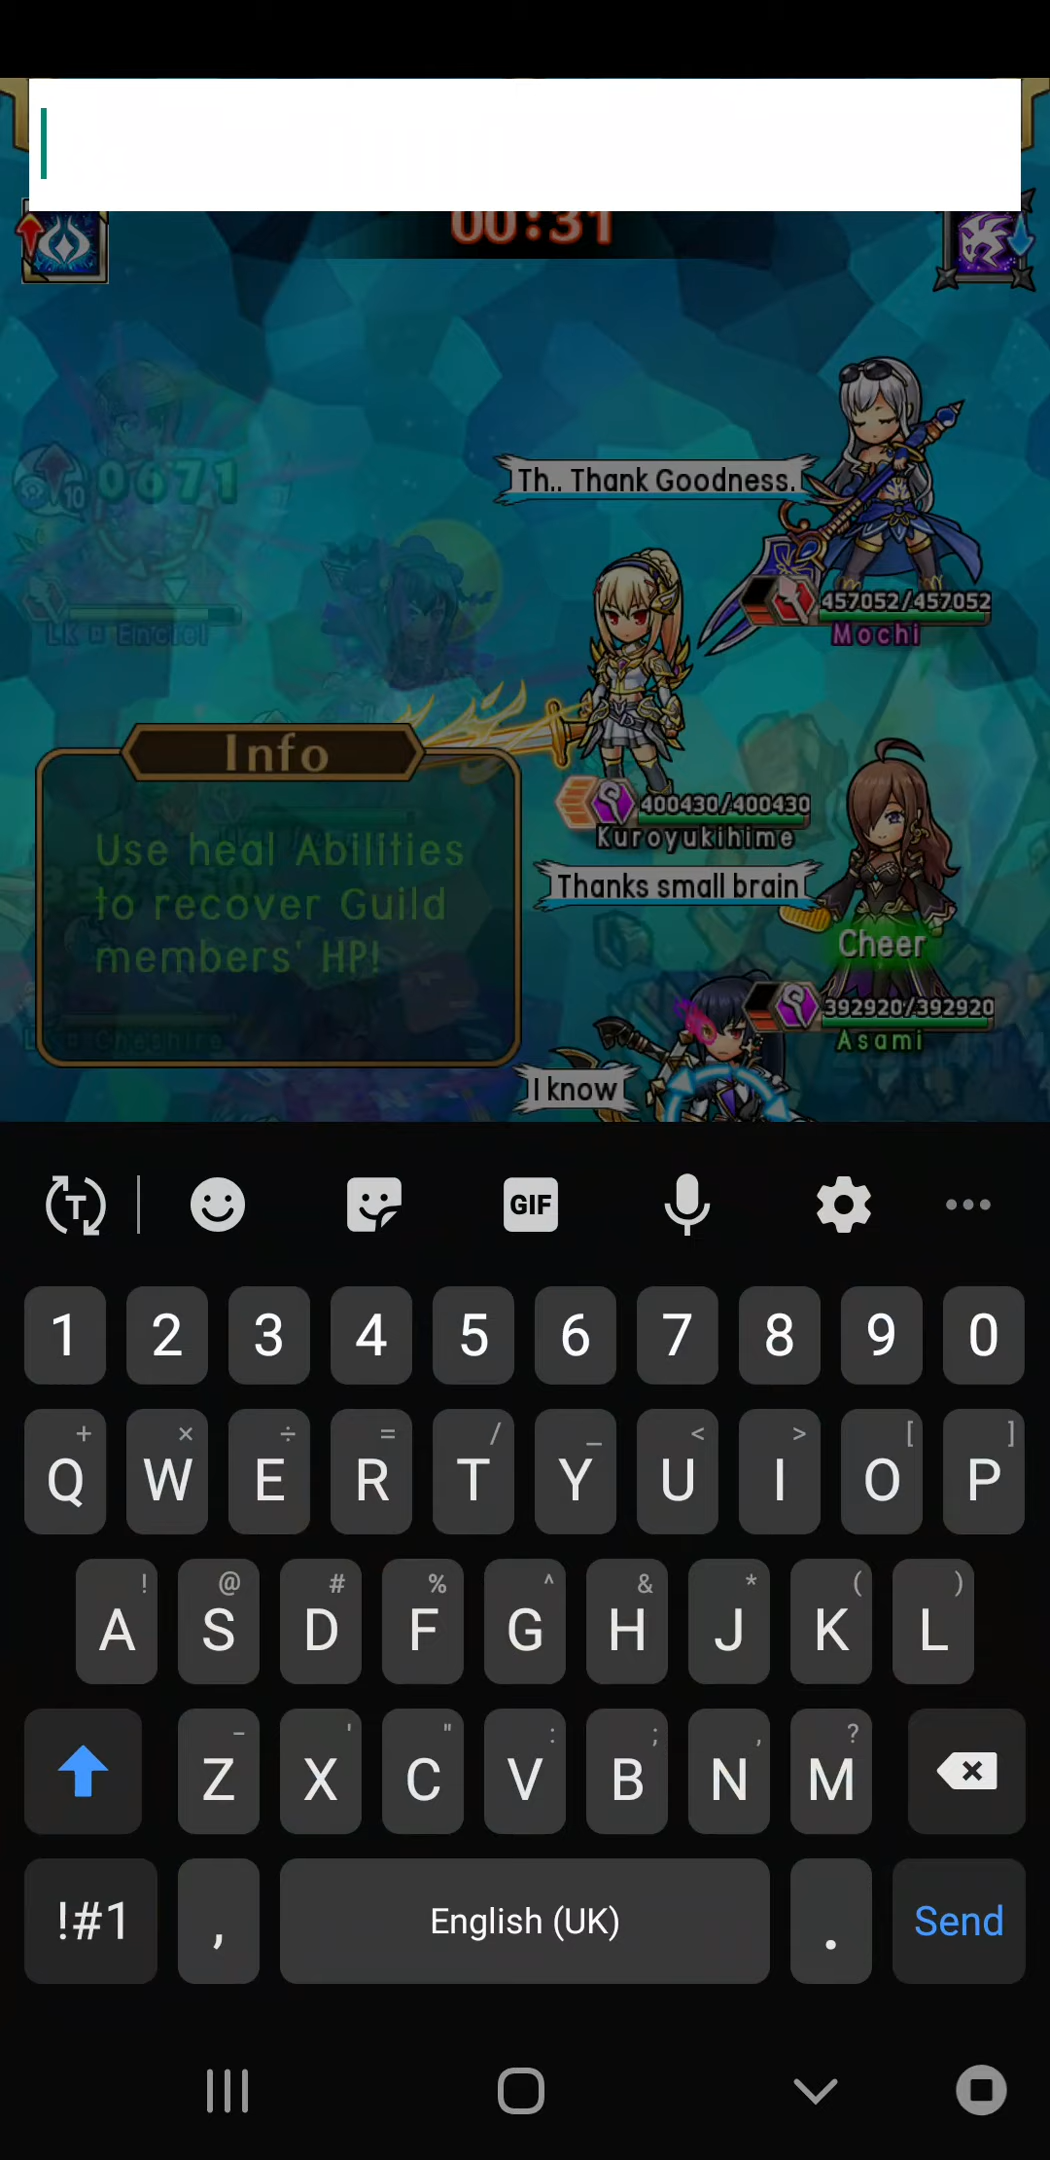 00:31
Th.. Thank Goodness.
10
0671
457052/457052
Mochi
Info
Use heal Abilities
to recover Guild
members' HP!
400430/400430
Kuroyukihime
Thanks small brain
Cheer
392920/392920
Asami
I know
T
GIF
1 2 3 4 5 6 7 8 9 0
+ × ÷ = / _ < > [ ]
Q W E R T Y U I O P
! @ # % ^ & * ( )
A S D F G H J K L
- ' " : ; , ?
Z X C V B N M
!#1 , English (UK) . Send